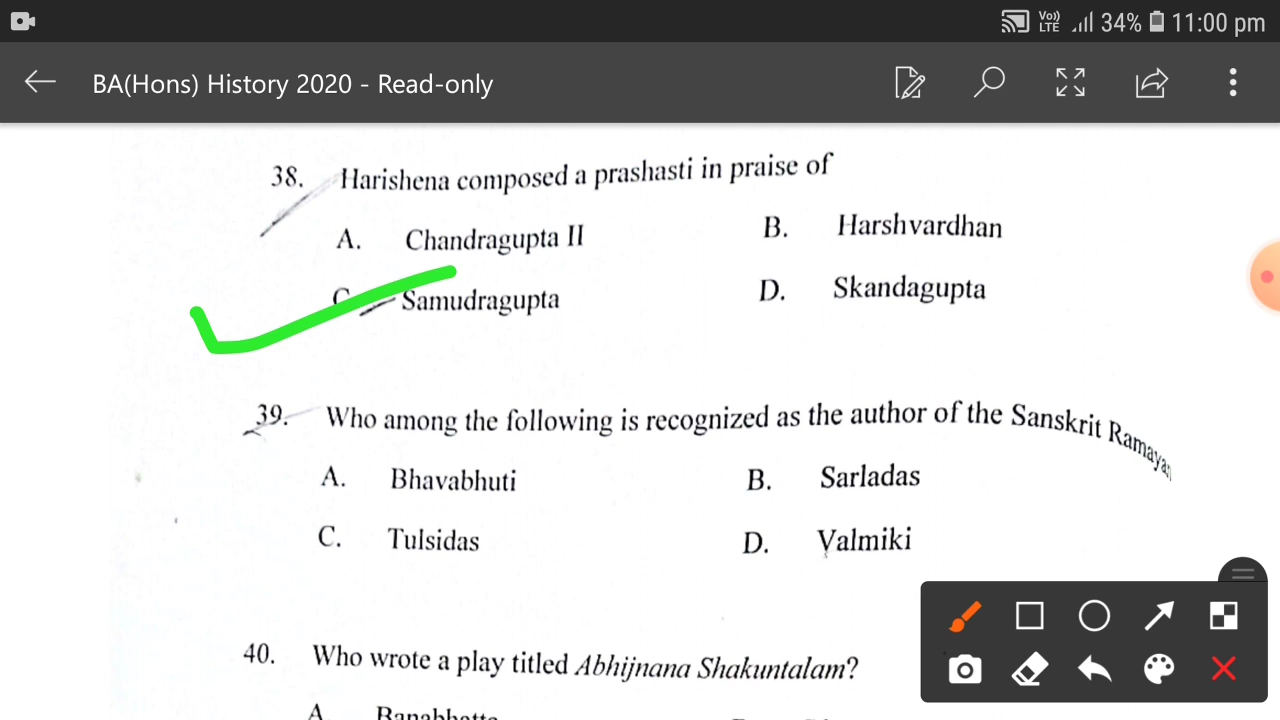 Vo)) LTE 34% 11:00 pm
BA(Hons) History 2020 - Read-only
38. Harishena composed a prashasti in praise of
A. Chandragupta II B. Harshvardhan
C Samudragupta D. Skandagupta
39. Who among the following is recognized as the author of the Sanskrit
A. Bhavabhuti B. Sarladas
C. Tulsidas D. Valmiki
40. Who wrote a play titled Abhijnana Shakuntalam?
A.